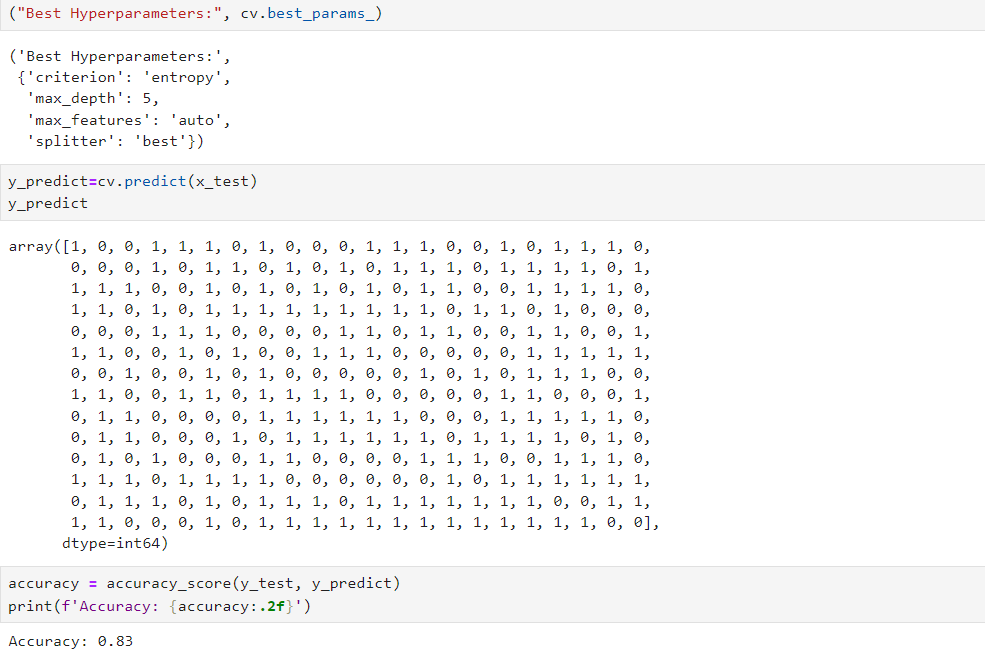 ("Best Hyperparameters:", cv.best_params_)
('Best Hyperparameters:',
 {'criterion': 'entropy',
  'max_depth': 5,
  'max_features': 'auto',
  'splitter': 'best'})
y_predict=cv.predict(x_test)
y_predict
array([1, 0, 0, 1, 1, 1, 0, 1, 0, 0, 0, 1, 1, 1, 0, 0, 1, 0, 1, 1, 1, 0,
       0, 0, 0, 1, 0, 1, 1, 0, 1, 0, 1, 0, 1, 1, 1, 0, 1, 1, 1, 1, 0, 1,
       1, 1, 1, 0, 0, 1, 0, 1, 0, 1, 0, 1, 0, 1, 1, 0, 0, 1, 1, 1, 1, 0,
       1, 1, 0, 1, 0, 1, 1, 1, 1, 1, 1, 1, 1, 1, 0, 1, 1, 0, 1, 0, 0, 0,
       0, 0, 0, 1, 1, 1, 0, 0, 0, 0, 1, 1, 0, 1, 1, 0, 0, 1, 1, 0, 0, 1,
       1, 1, 0, 0, 1, 0, 1, 0, 0, 1, 1, 1, 0, 0, 0, 0, 0, 1, 1, 1, 1, 1,
       0, 0, 1, 0, 0, 1, 0, 1, 0, 0, 0, 0, 0, 1, 0, 1, 0, 1, 1, 1, 0, 0,
       1, 1, 0, 0, 1, 1, 0, 1, 1, 1, 1, 0, 0, 0, 0, 0, 1, 1, 0, 0, 0, 1,
       0, 1, 1, 0, 0, 0, 0, 1, 1, 1, 1, 1, 1, 0, 0, 0, 1, 1, 1, 1, 1, 0,
       0, 1, 1, 0, 0, 0, 1, 0, 1, 1, 1, 1, 1, 1, 0, 1, 1, 1, 1, 0, 1, 0,
       0, 1, 0, 1, 0, 0, 0, 1, 1, 0, 0, 0, 0, 1, 1, 1, 0, 0, 1, 1, 1, 0,
       1, 1, 1, 0, 1, 1, 1, 1, 0, 0, 0, 0, 0, 0, 1, 0, 1, 1, 1, 1, 1, 1,
       0, 1, 1, 1, 0, 1, 0, 1, 1, 1, 0, 1, 1, 1, 1, 1, 1, 1, 0, 0, 1, 1,
       1, 1, 0, 0, 0, 1, 0, 1, 1, 1, 1, 1, 1, 1, 1, 1, 1, 1, 1, 1, 0, 0],
      dtype=int64)
accuracy = accuracy_score(y_test, y_predict)
print(f'Accuracy: {accuracy:.2f}')
Accuracy: 0.83